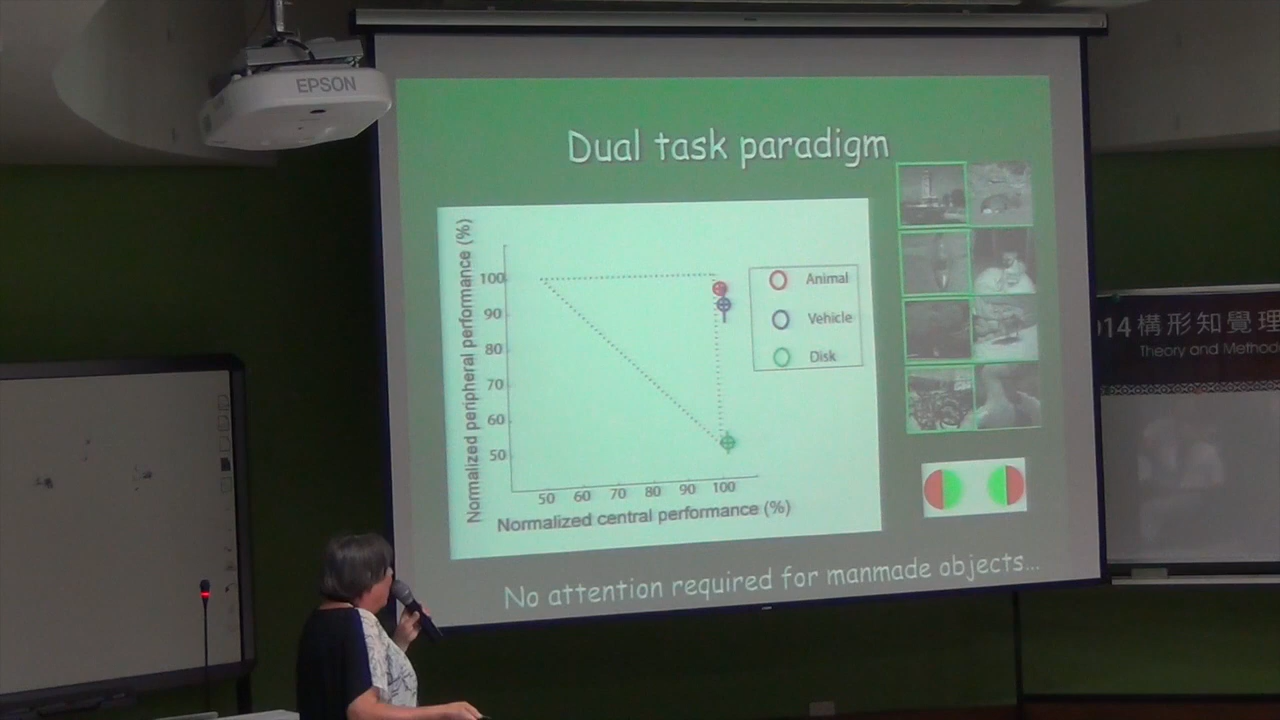 EPSON
Dual task paradigm
Normalized peripheral performance (%)
100
90
80
70
60
50
50 60 70 80 90 100
Normalized central performance (%)
Animal
Vehicle
Disk
No attention required for manmade objects...
14 構形知覺理
Theory and Method